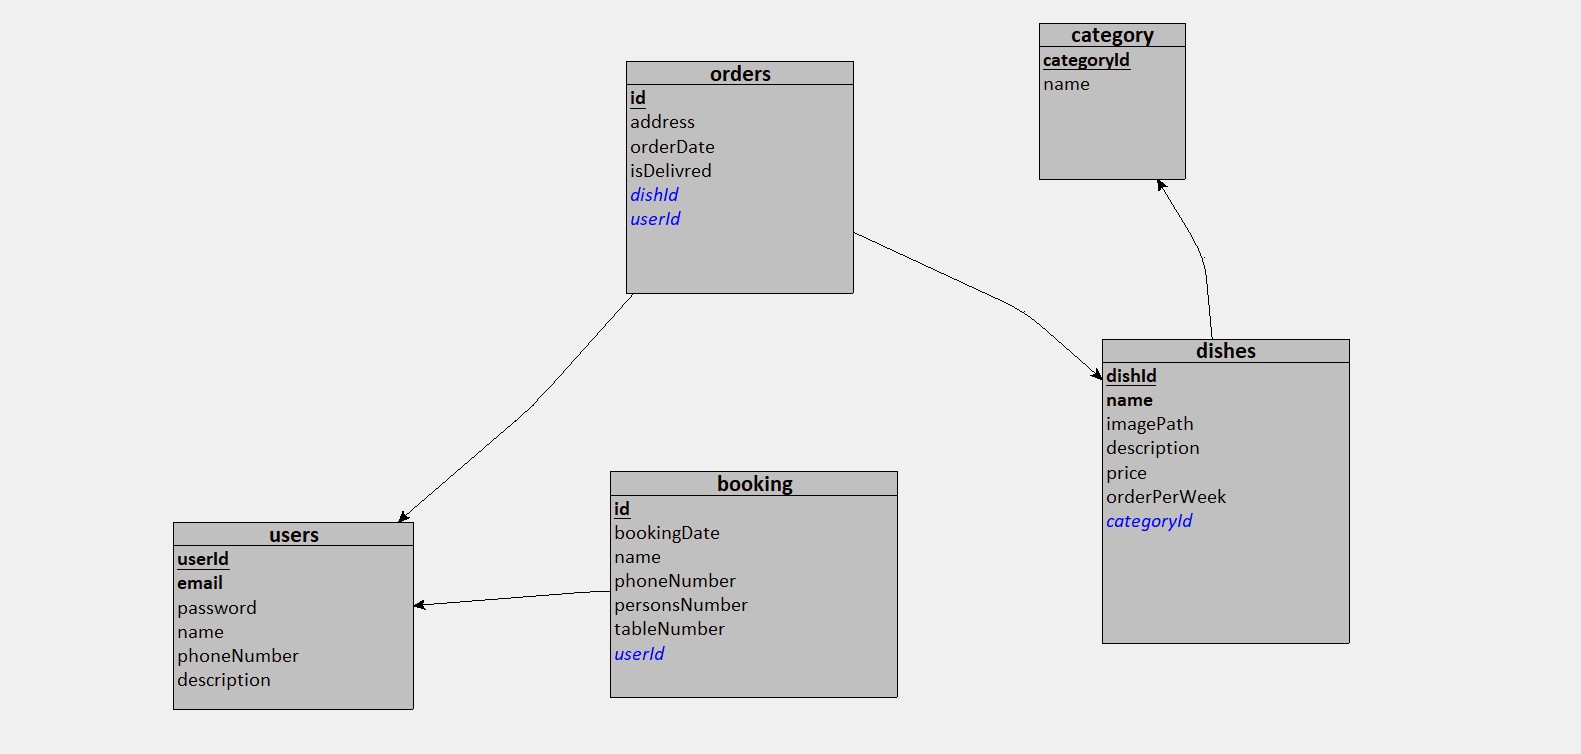 category
categoryId
name
orders
id
address
orderDate
isDelivred
dishId
userId
dishes
dishId
name
imagePath
description
price
orderPerWeek
categoryId
booking
id
bookingDate
name
phoneNumber
personsNumber
tableNumber
userId
users
userId
email
password
name
phoneNumber
description